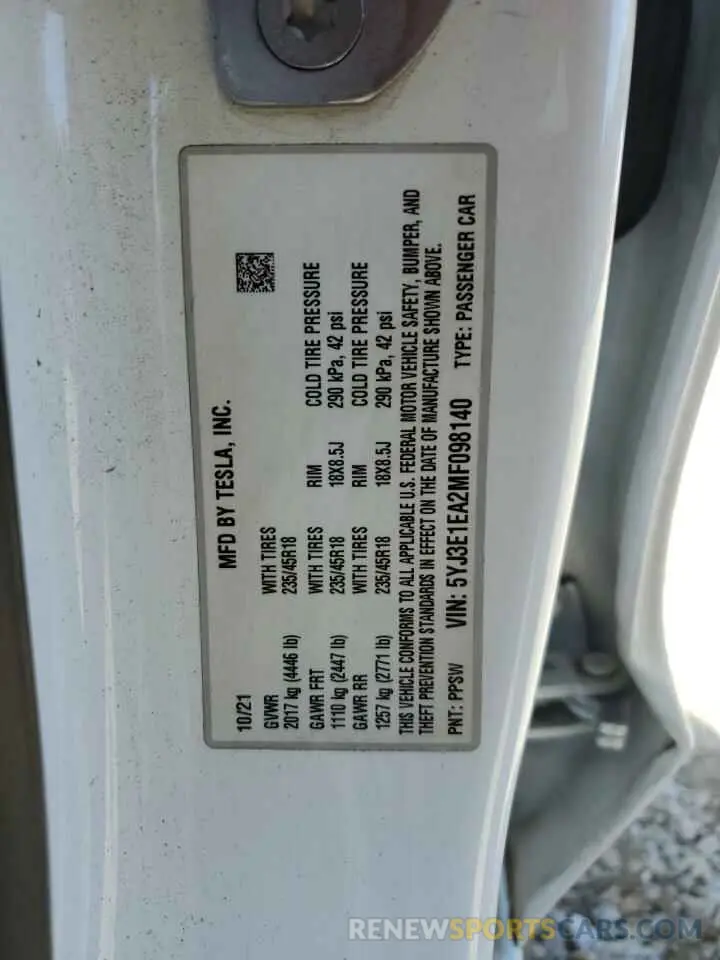 MFD BY TESLA, INC.
10/21
GVWR WITH TIRES
2017 kg (4446 lb) 235/45R18
GAWR FRT WITH TIRES RIM COLD TIRE PRESSURE
1110 kg (2447 lb) 235/45R18 18X8.5J 290 kPa, 42 psi
GAWR RR WITH TIRES RIM COLD TIRE PRESSURE
1257 kg (2771 lb) 235/45R18 18X8.5J 290 kPa, 42 psi
THIS VEHICLE CONFORMS TO ALL APPLICABLE U.S. FEDERAL MOTOR VEHICLE SAFETY, BUMPER, AND
THEFT PREVENTION STANDARDS IN EFFECT ON THE DATE OF MANUFACTURE SHOWN ABOVE.
PNT: PPSW VIN: 5YJ3E1EA2MF098140 TYPE: PASSENGER CAR
RENEWSPORTSCARS.COM